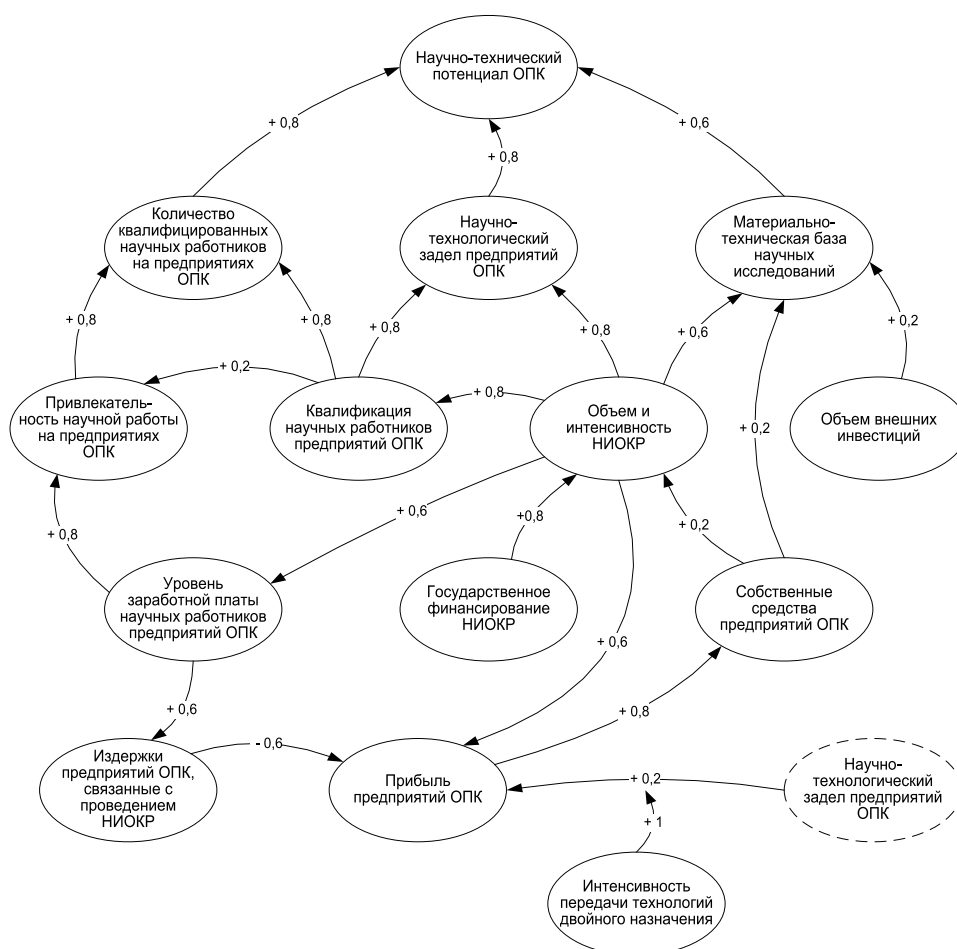 Научно-технический
потенциал ОПК
+ 0,8
+ 0,8
+ 0,6
Количество
квалифицированных
научных работников
на предприятиях
ОПК
Научно-
технологический
задел предприятий
ОПК
Материально-
техническая база
научных
исследований
+ 0,8
+ 0,8
+ 0,8
+ 0,8
+ 0,6
+ 0,2
+ 0,2
+ 0,8
+ 0,2
Привлекатель-
ность научной работы
на предприятиях
ОПК
Квалификация
научных работников
предприятий ОПК
Объем и
интенсивность
НИОКР
Объем внешних
инвестиций
+ 0,8
+ 0,6
+0,8
+ 0,2
Уровень
заработной платы
научных работников
предприятий ОПК
Государственное
финансирование
НИОКР
Собственные
средства
предприятий ОПК
+ 0,6
+ 0,6
+ 0,8
- 0,6
Издержки
предприятий ОПК,
связанные с
проведением
НИОКР
Прибыль
предприятий ОПК
+ 0,2
Научно-
технологический
задел предприятий
ОПК
+ 1
Интенсивность
передачи технологий
двойного назначения